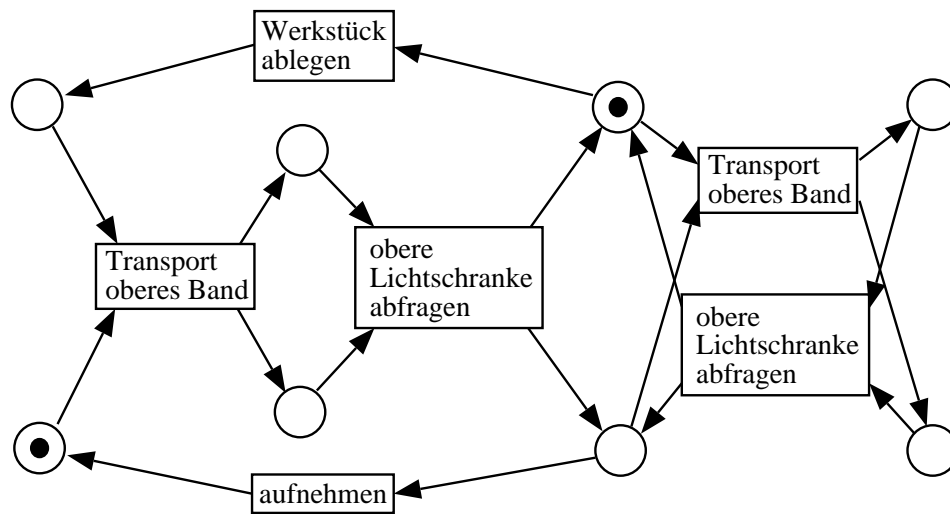 Werkstück
ablegen
Transport
oberes Band
Transport
oberes Band
obere
Lichtschranke
abfragen
obere
Lichtschranke
abfragen
aufnehmen